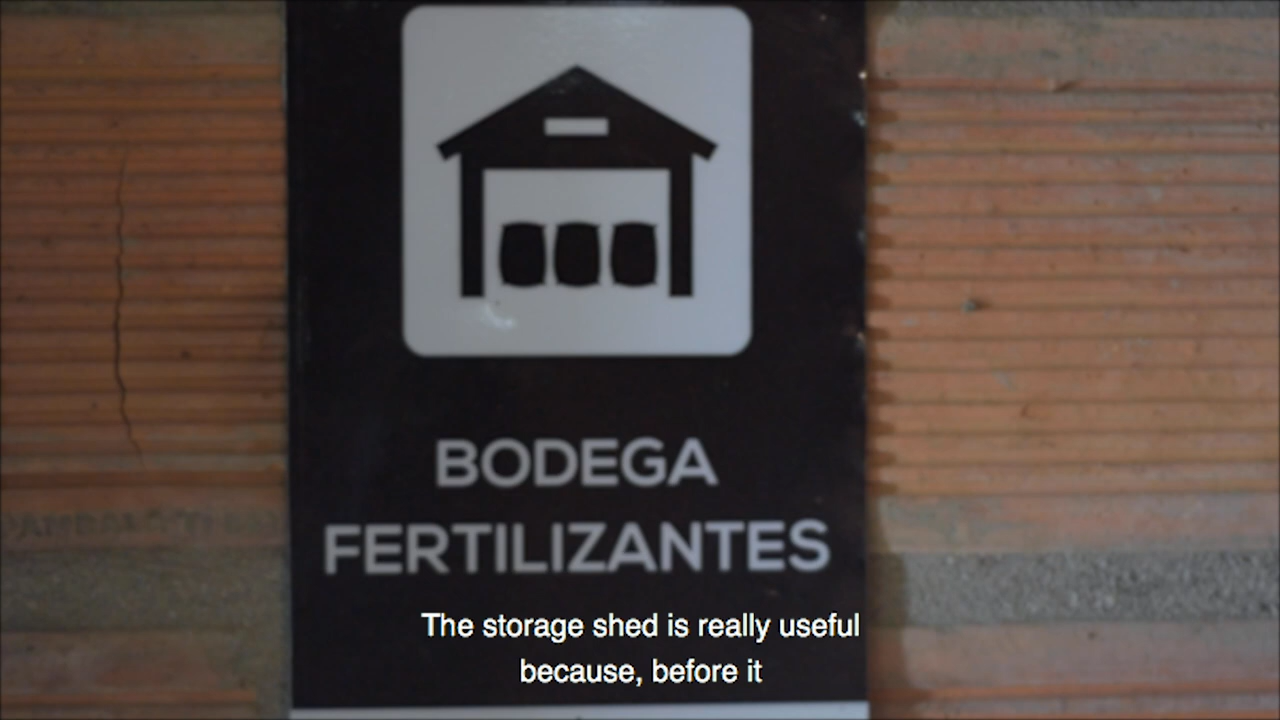 BODEGA
FERTILIZANTES
The storage shed is really useful
because, before it